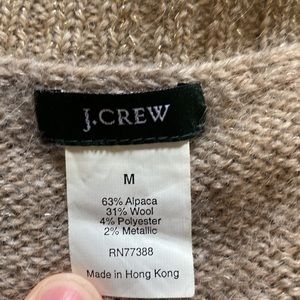 J.CREW
M
63% Alpaca
31% Wool
4% Polyester
2% Metallic
RN77388
Made in Hong Kong